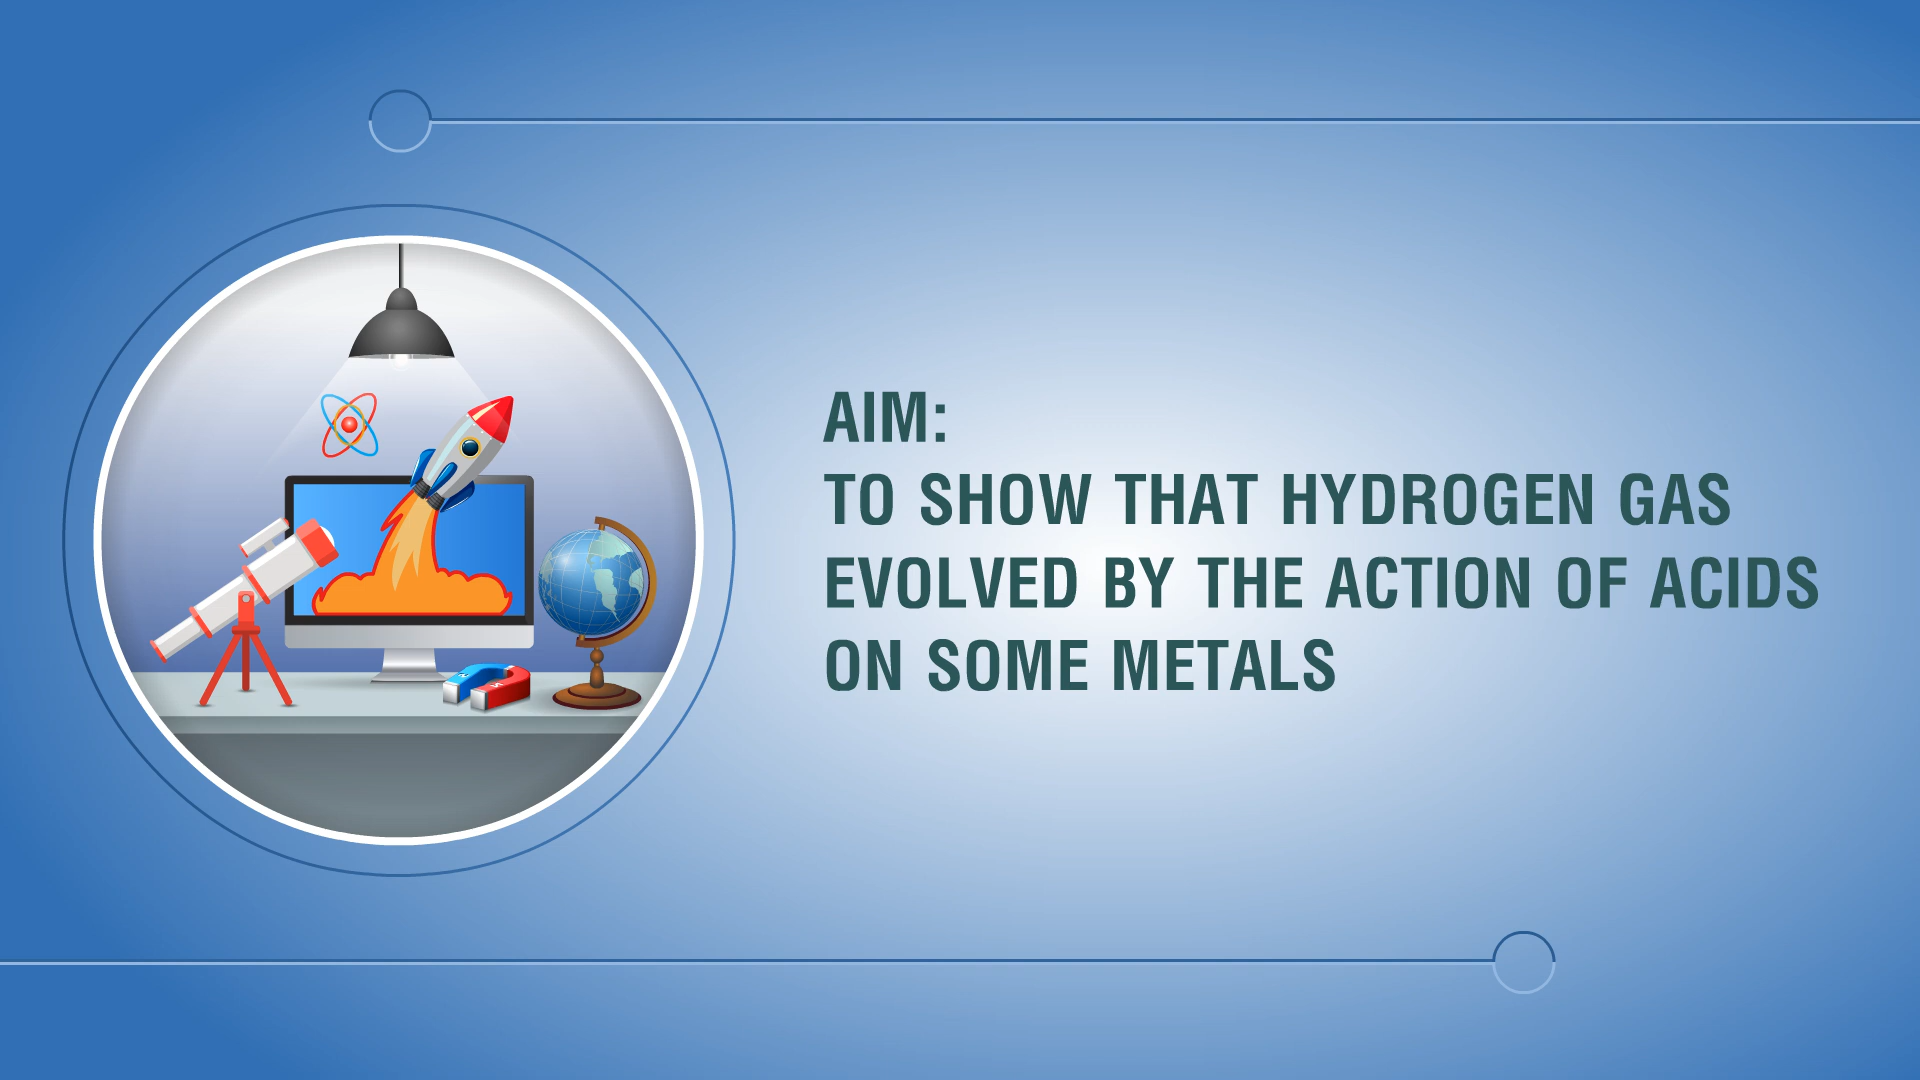 AIM:
TO SHOW THAT HYDROGEN GAS
EVOLVED BY THE ACTION OF ACIDS
ON SOME METALS